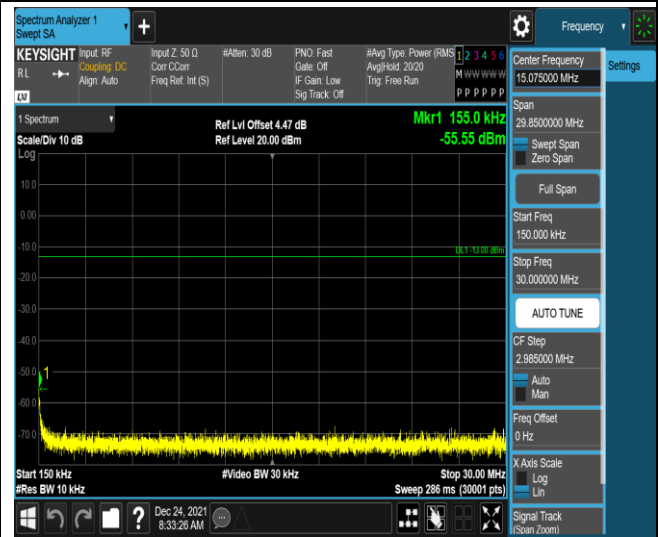 Spectrum Analyzer 1
Swept SA
Frequency
KEYSIGHT
RL
LXI
Input: RF
Coupling: DC
Align: Auto
Input Z: 50 Ω
Corr CCorr
Freq Ref: Int (S)
#Atten: 30 dB
PNO: Fast
Gate: Off
IF Gain: Low
Sig Track: Off
#Avg Type: Power (RMS
Avg|Hold: 20/20
Trig: Free Run
1 2 3 4 5 6
M W W W W W
P P P P P P
1 Spectrum
Scale/Div 10 dB
Log
Ref Lvl Offset 4.47 dB
Ref Level 20.00 dBm
Mkr1 155.0 kHz
-55.55 dBm
10.0
0.00
-10.0
DL1 -13.00 dBm
-20.0
-30.0
-40.0
-50.0
1
-60.0
-70.0
Start 150 kHz
#Res BW 10 kHz
#Video BW 30 kHz
Stop 30.00 MHz
Sweep 286 ms (30001 pts)
?
Dec 24, 2021
8:33:26 AM
Center Frequency
15.075000 MHz
Settings
Span
29.8500000 MHz
Swept Span
Zero Span
Full Span
Start Freq
150.000 kHz
Stop Freq
30.000000 MHz
AUTO TUNE
CF Step
2.985000 MHz
Auto
Man
Freq Offset
0 Hz
X Axis Scale
Log
Lin
Signal Track
(Span Zoom)